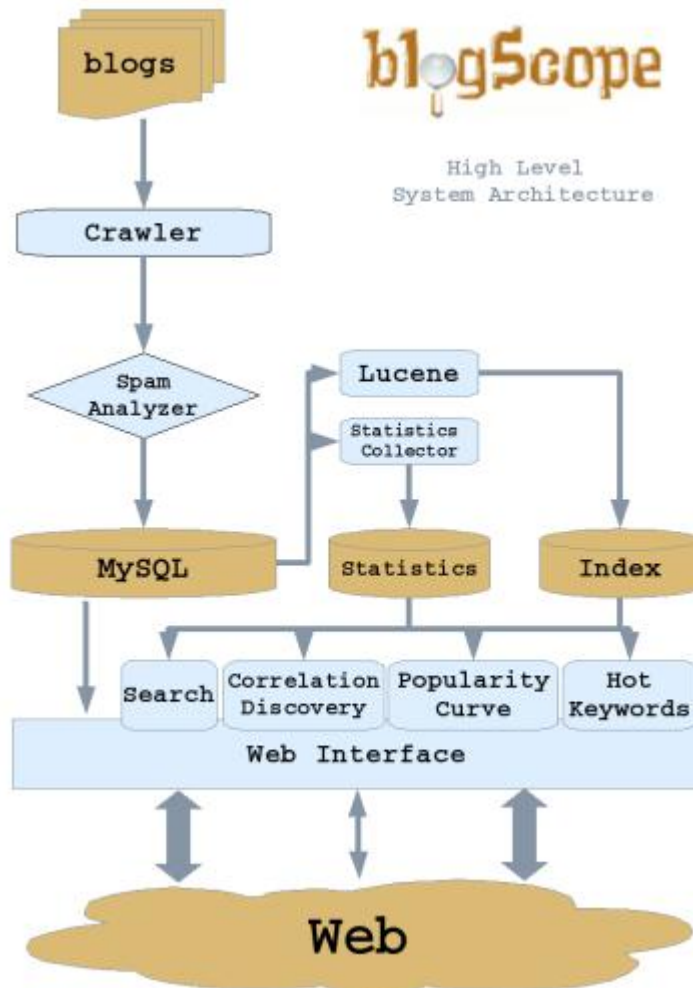 blogs
blogScope
High Level
System Architecture
Crawler
Spam
Analyzer
Lucene
Statistics
Collector
MySQL
Statistics
Index
Search
Correlation
Discovery
Popularity
Curve
Hot
Keywords
Web Interface
Web